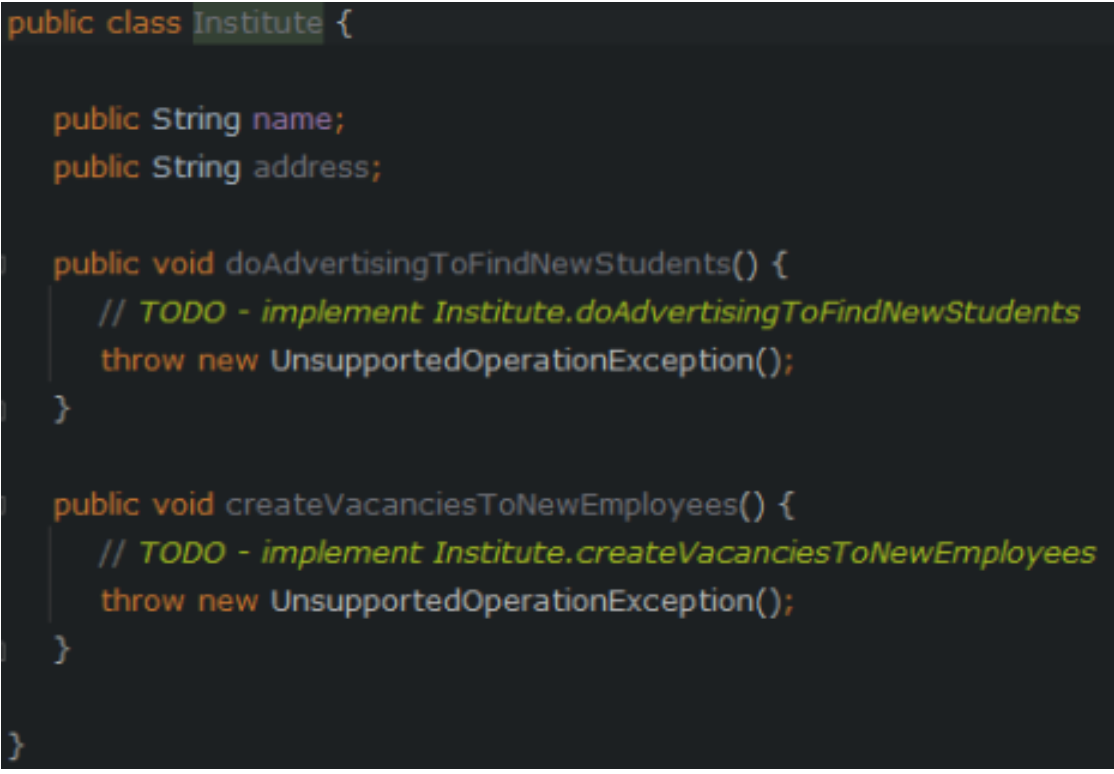 public class Institute {
public String name;
public String address;
public void doAdvertisingToFindNewStudents() {
// TODO - implement Institute.doAdvertisingToFindNewStudents
throw new UnsupportedOperationException();
}
public void createVacanciesToNewEmployees() {
// TODO - implement Institute.createVacanciesToNewEmployees
throw new UnsupportedOperationException();
}
}